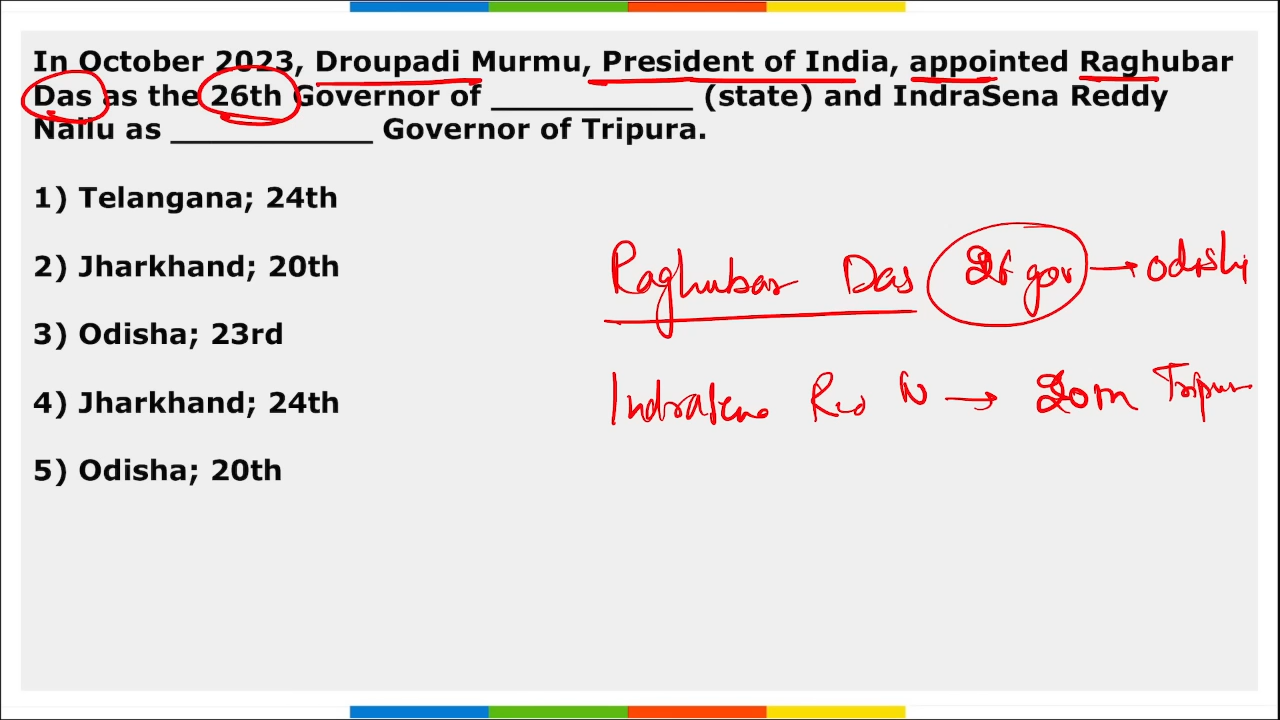 In October 2023, Droupadi Murmu, President of India, appointed Raghubar
Das as the 26th Governor of ____________ (state) and IndraSena Reddy
Nallu as ____________ Governor of Tripura.
1) Telangana; 24th
2) Jharkhand; 20th
3) Odisha; 23rd
4) Jharkhand; 24th
5) Odisha; 20th
Raghubar Das 26 gov → odisha
Indrasena Red N → 20th Tripura